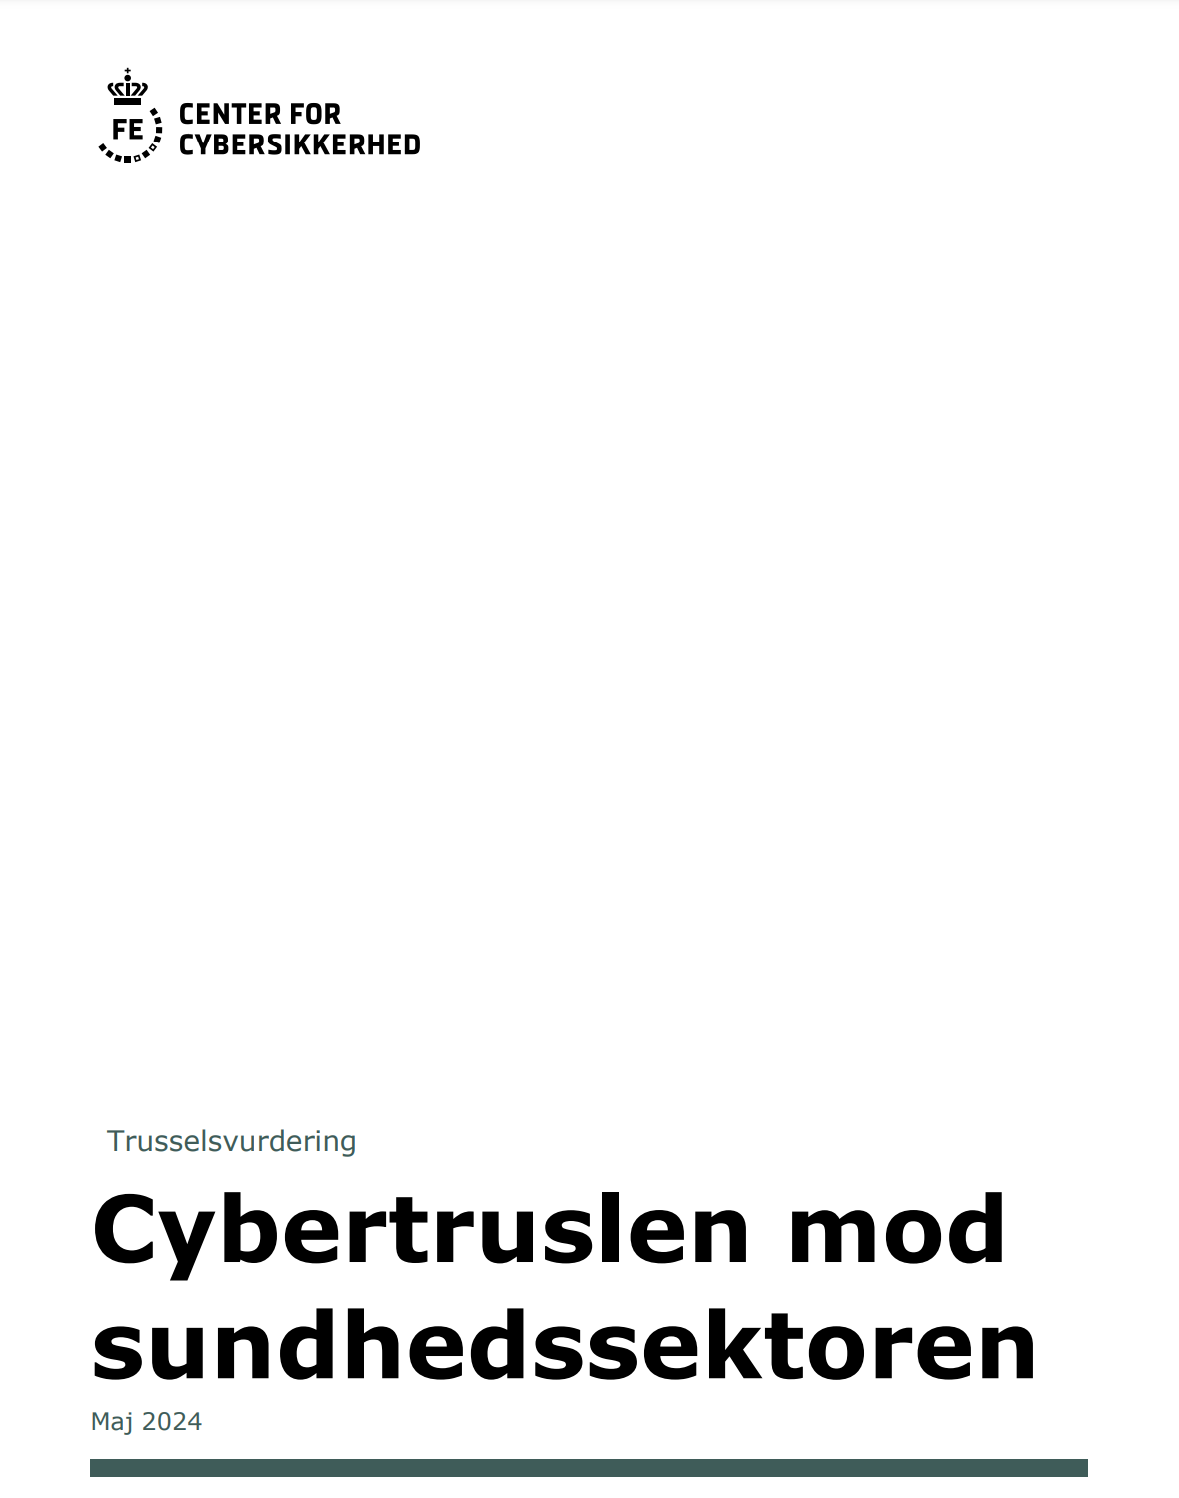 FE
CENTER FOR
CYBERSIKKERHED
Trusselsvurdering
Cybertruslen mod
sundhedssektoren
Maj 2024